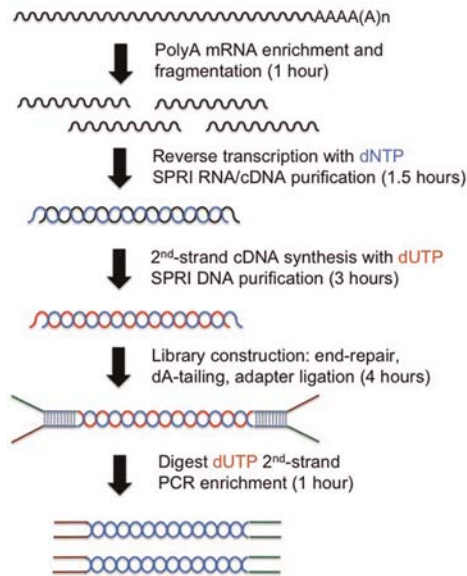 AAAA(A)n
PolyA mRNA enrichment and
fragmentation (1 hour)
Reverse transcription with dNTP
SPRI RNA/cDNA purification (1.5 hours)
2nd-strand cDNA synthesis with dUTP
SPRI DNA purification (3 hours)
Library construction: end-repair,
dA-tailing, adapter ligation (4 hours)
Digest dUTP 2nd-strand
PCR enrichment (1 hour)